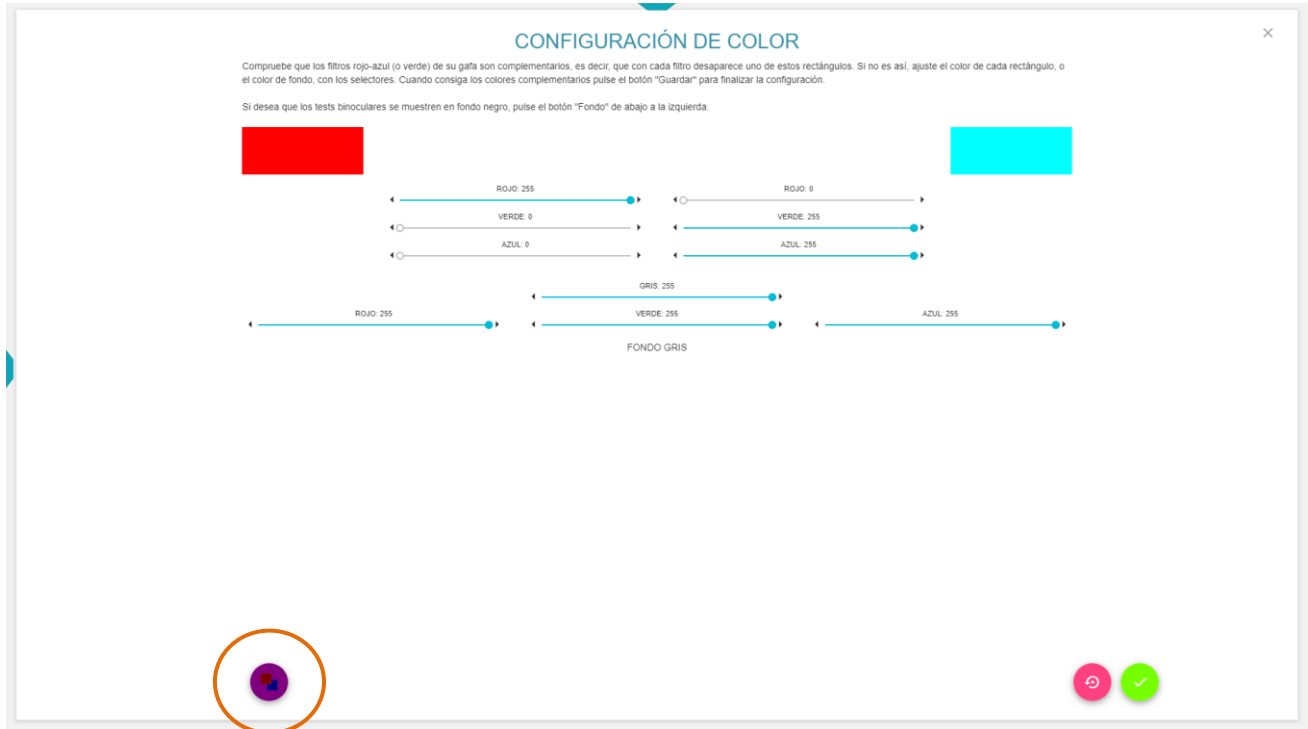 CONFIGURACIÓN DE COLOR
Compruebe que los filtros rojo-azul (o verde) de su gafa son complementarios, es decir, que con cada filtro desaparece uno de estos rectángulos. Si no es así, ajuste el color de cada rectángulo, o
el color de fondo, con los selectores. Cuando consiga los colores complementarios pulse el botón "Guardar" para finalizar la configuración.
Si desea que los tests binoculares se muestren en fondo negro, pulse el botón "Fondo" de abajo a la izquierda.
ROJO: 255
ROJO: 0
VERDE: 0
VERDE: 255
AZUL: 0
AZUL: 255
GRIS: 255
ROJO: 255
VERDE: 255
AZUL: 255
FONDO GRIS